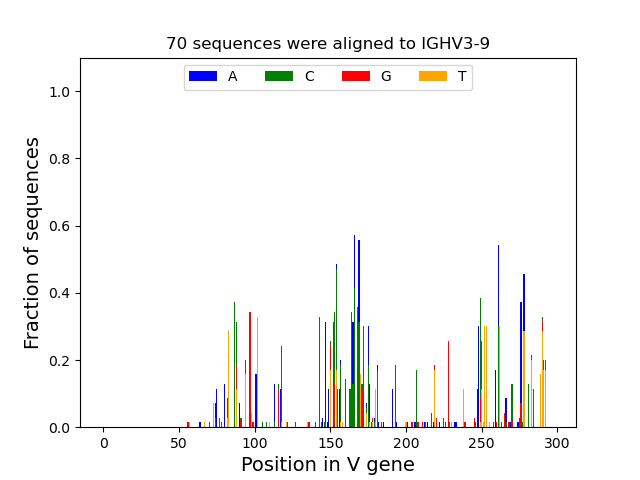 70 sequences were aligned to IGHV3-9
A C G T
1.0
0.8
0.6
0.4
0.2
0.0
Fraction of sequences
0 50 100 150 200 250 300
Position in V gene